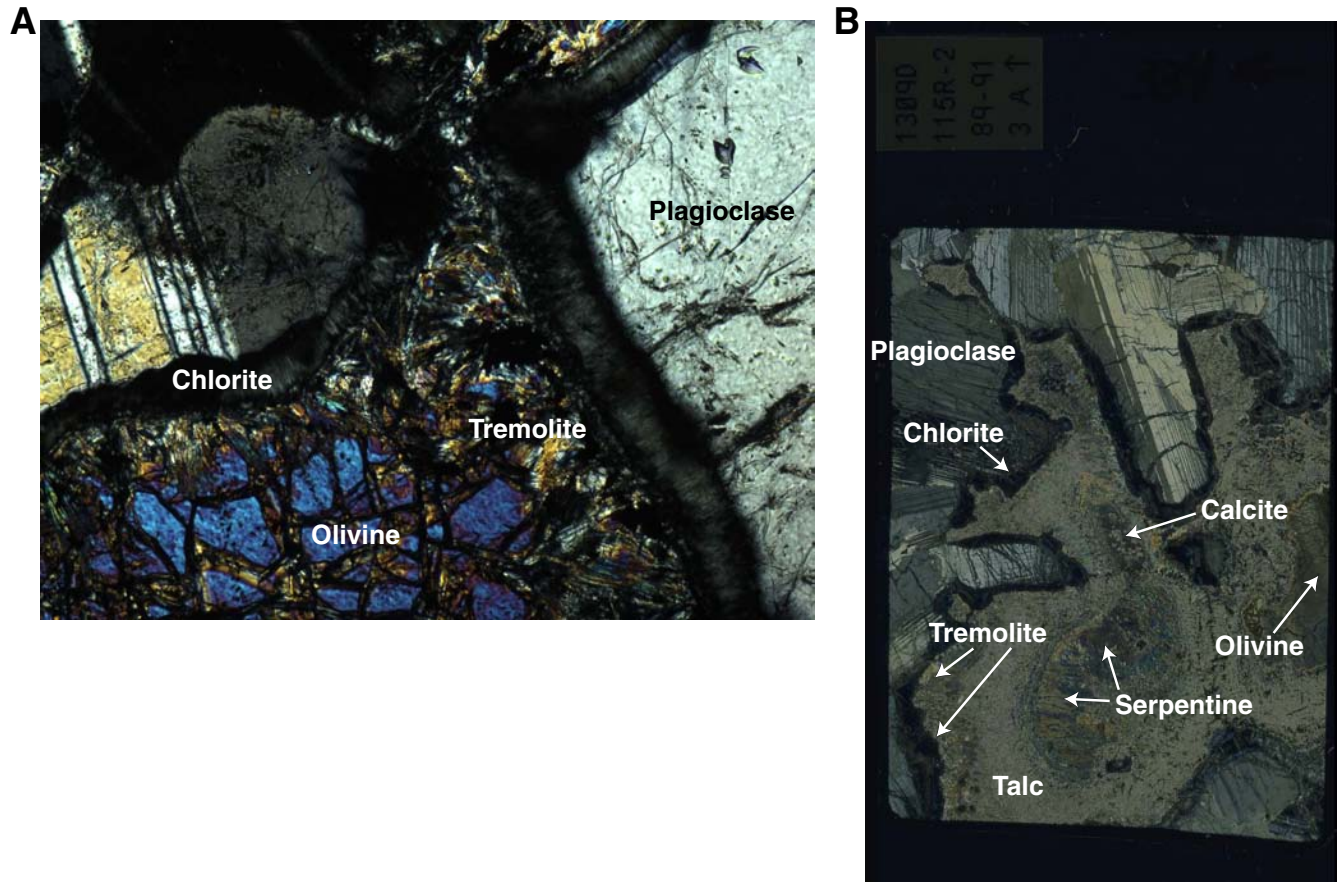 A
Plagioclase
Chlorite
Tremolite
Olivine
B
1309D
115R-2
89-91
3 A ↑
Plagioclase
Chlorite
Calcite
Tremolite
Olivine
Serpentine
Talc